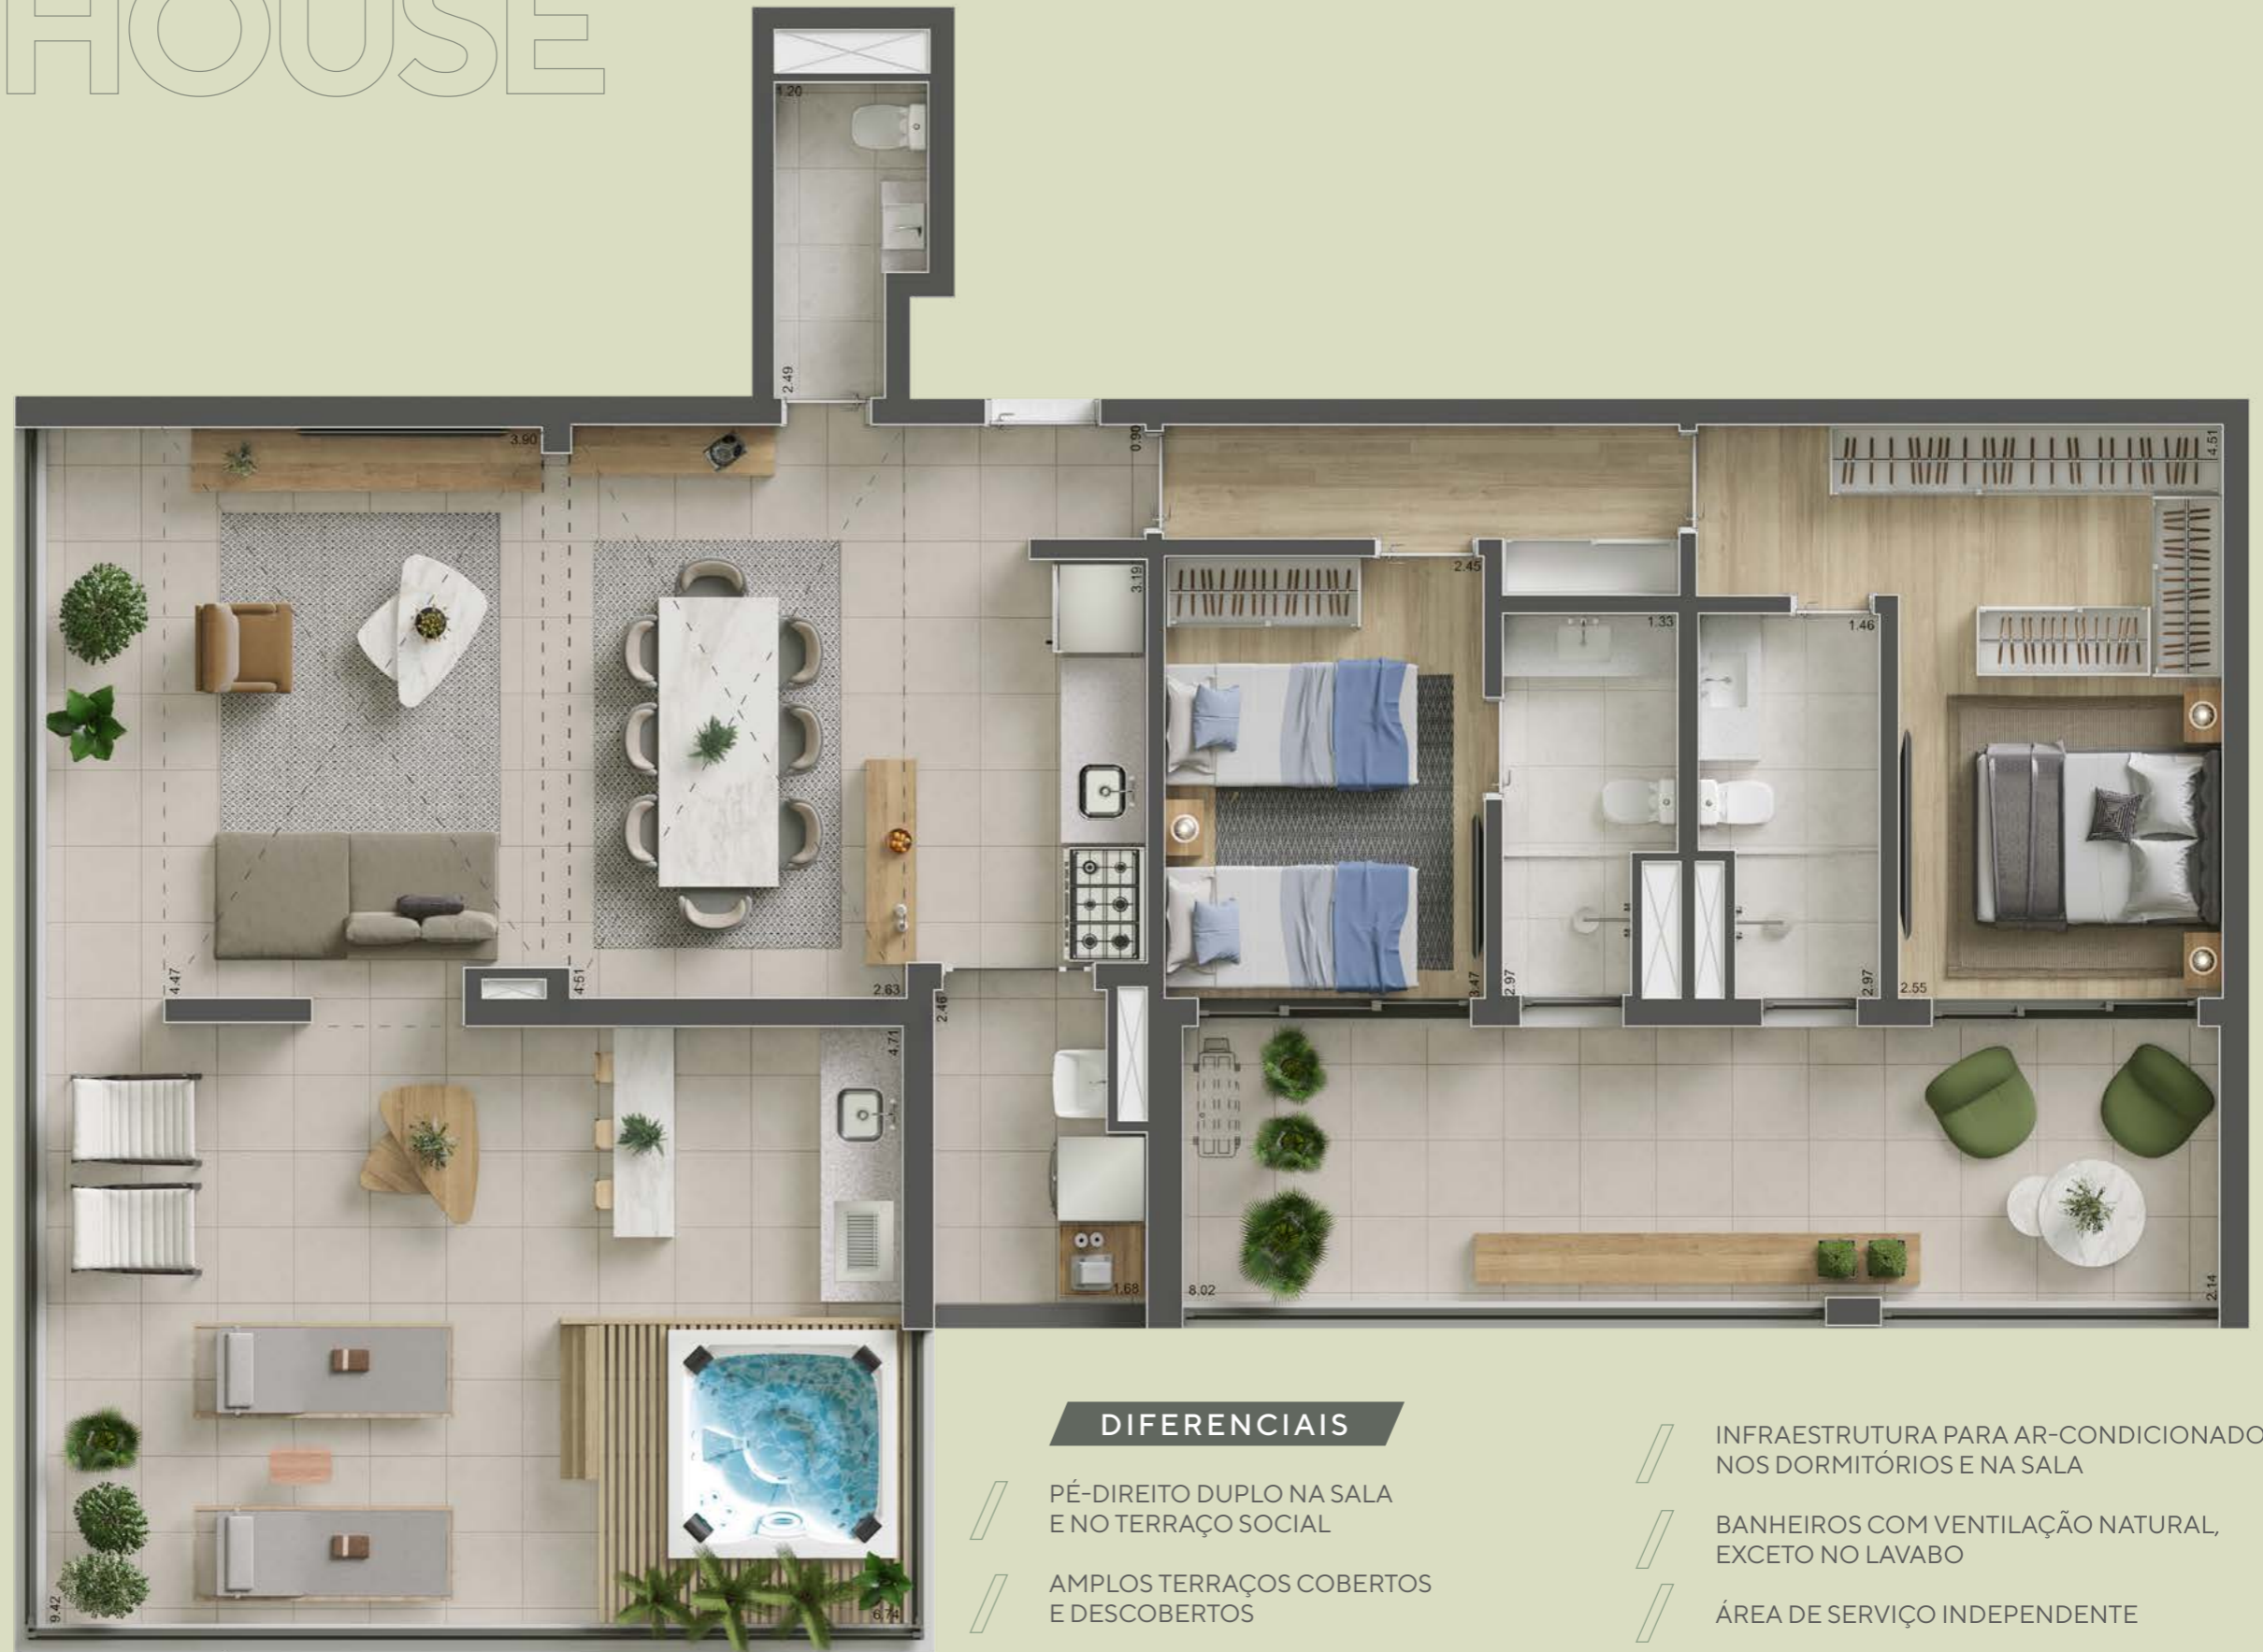 HOUSE
1.20
2.49
3.90
0.90
4.51
3.19
2.45
1.33
1.46
4.47
4.51
2.63
2.46
3.47
2.97
2.97
2.55
4.71
1.68
8.02
2.14
9.42
6.74
DIFERENCIAIS
PÉ-DIREITO DUPLO NA SALA
E NO TERRAÇO SOCIAL
AMPLOS TERRAÇOS COBERTOS
E DESCOBERTOS
INFRAESTRUTURA PARA AR-CONDICIONADO
NOS DORMITÓRIOS E NA SALA
BANHEIROS COM VENTILAÇÃO NATURAL,
EXCETO NO LAVABO
ÁREA DE SERVIÇO INDEPENDENTE